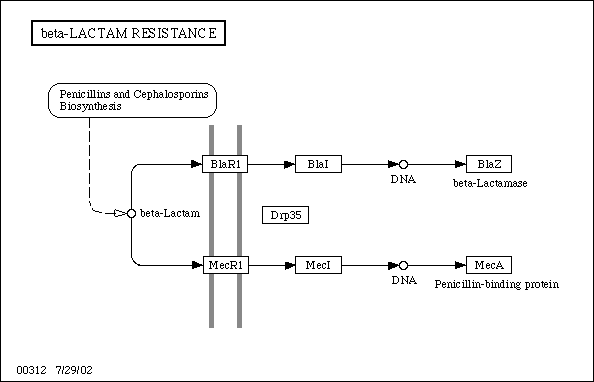 beta-LACTAM RESISTANCE
Penicillins and Cephalosporins
Biosynthesis
BlaR1
BlaI
DNA
BlaZ
beta-Lactamase
beta-Lactam
Drp35
MecR1
MecI
DNA
MecA
Penicillin-binding protein
00312 7/29/02